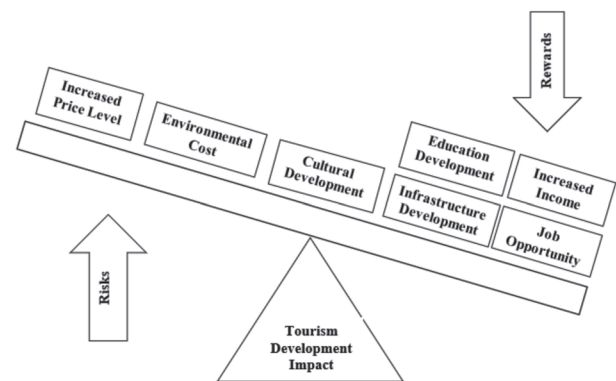 Rewards
Increased
Price Level
Environmental
Cost
Cultural
Development
Education
Development
Increased
Income
Infrastructure
Development
Job
Opportunity
Risks
Tourism
Development
Impact